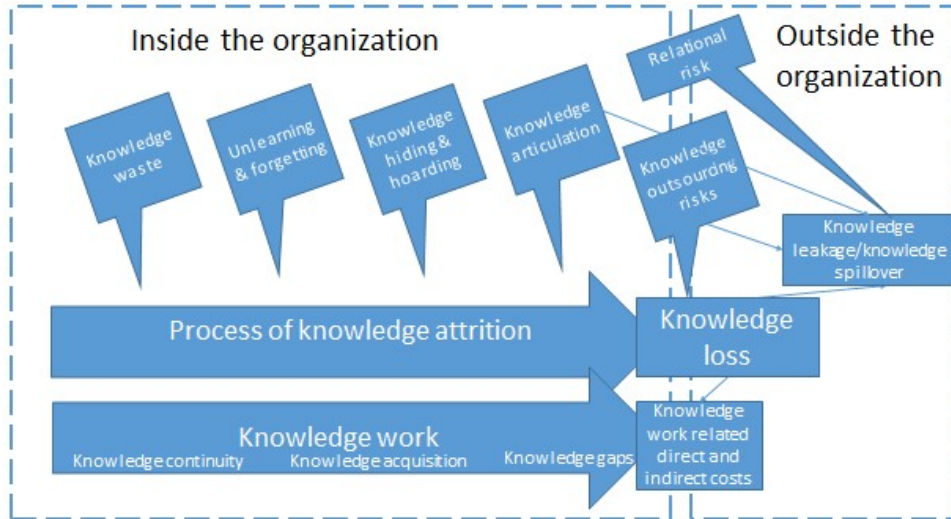 Inside the organization
Outside the
organization
Relational
risk
Knowledge
waste
Unlearning
& forgetting
Knowledge
hiding &
hoarding
Knowledge
articulation
Knowledge
outsourcing
risks
Knowledge
leakage/knowledge
spillover
Process of knowledge attrition
Knowledge
loss
Knowledge work
Knowledge continuity
Knowledge acquisition
Knowledge gaps
Knowledge
work related
direct and
indirect costs